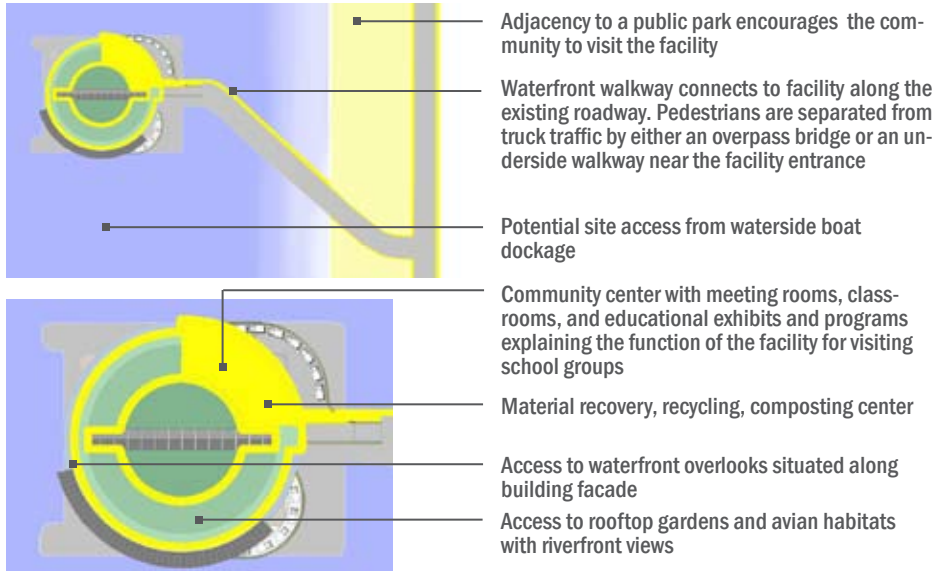 Adjacency to a public park encourages the com-
munity to visit the facility
Waterfront walkway connects to facility along the
existing roadway. Pedestrians are separated from
truck traffic by either an overpass bridge or an un-
derside walkway near the facility entrance
Potential site access from waterside boat
dockage
Community center with meeting rooms, class-
rooms, and educational exhibits and programs
explaining the function of the facility for visiting
school groups
Material recovery, recycling, composting center
Access to waterfront overlooks situated along
building facade
Access to rooftop gardens and avian habitats
with riverfront views